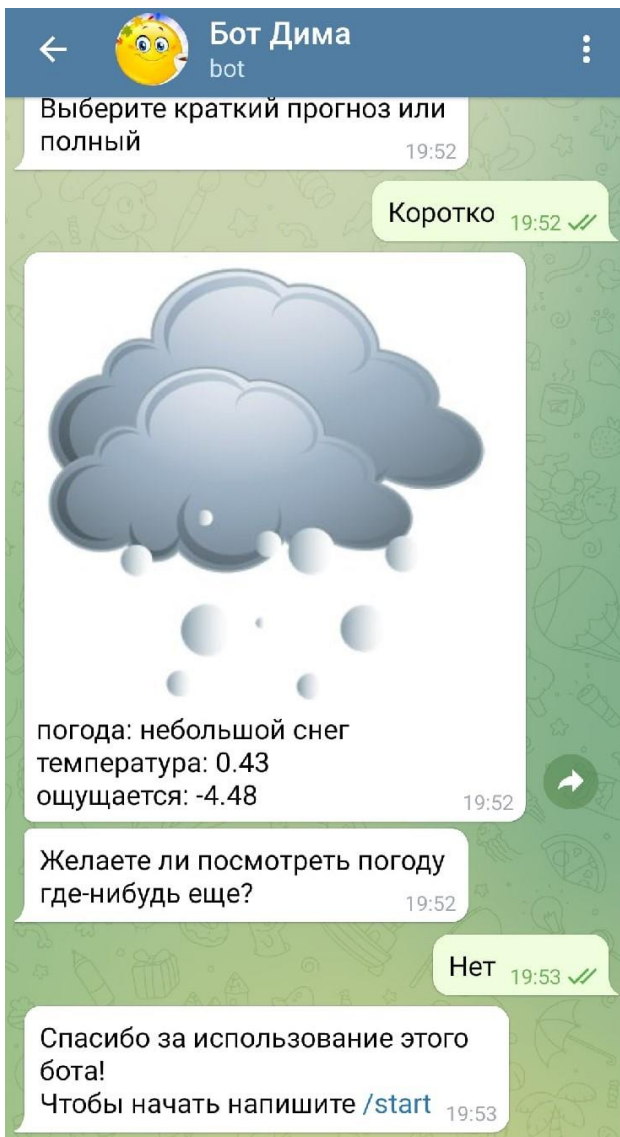 Бот Дима
bot
Выберите краткий прогноз или
полный
19:52
Коротко 19:52
погода: небольшой снег
температура: 0.43
ощущается: -4.48
19:52
Желаете ли посмотреть погоду
где-нибудь еще?
19:52
Нет 19:53
Спасибо за использование этого
бота!
Чтобы начать напишите /start 19:53